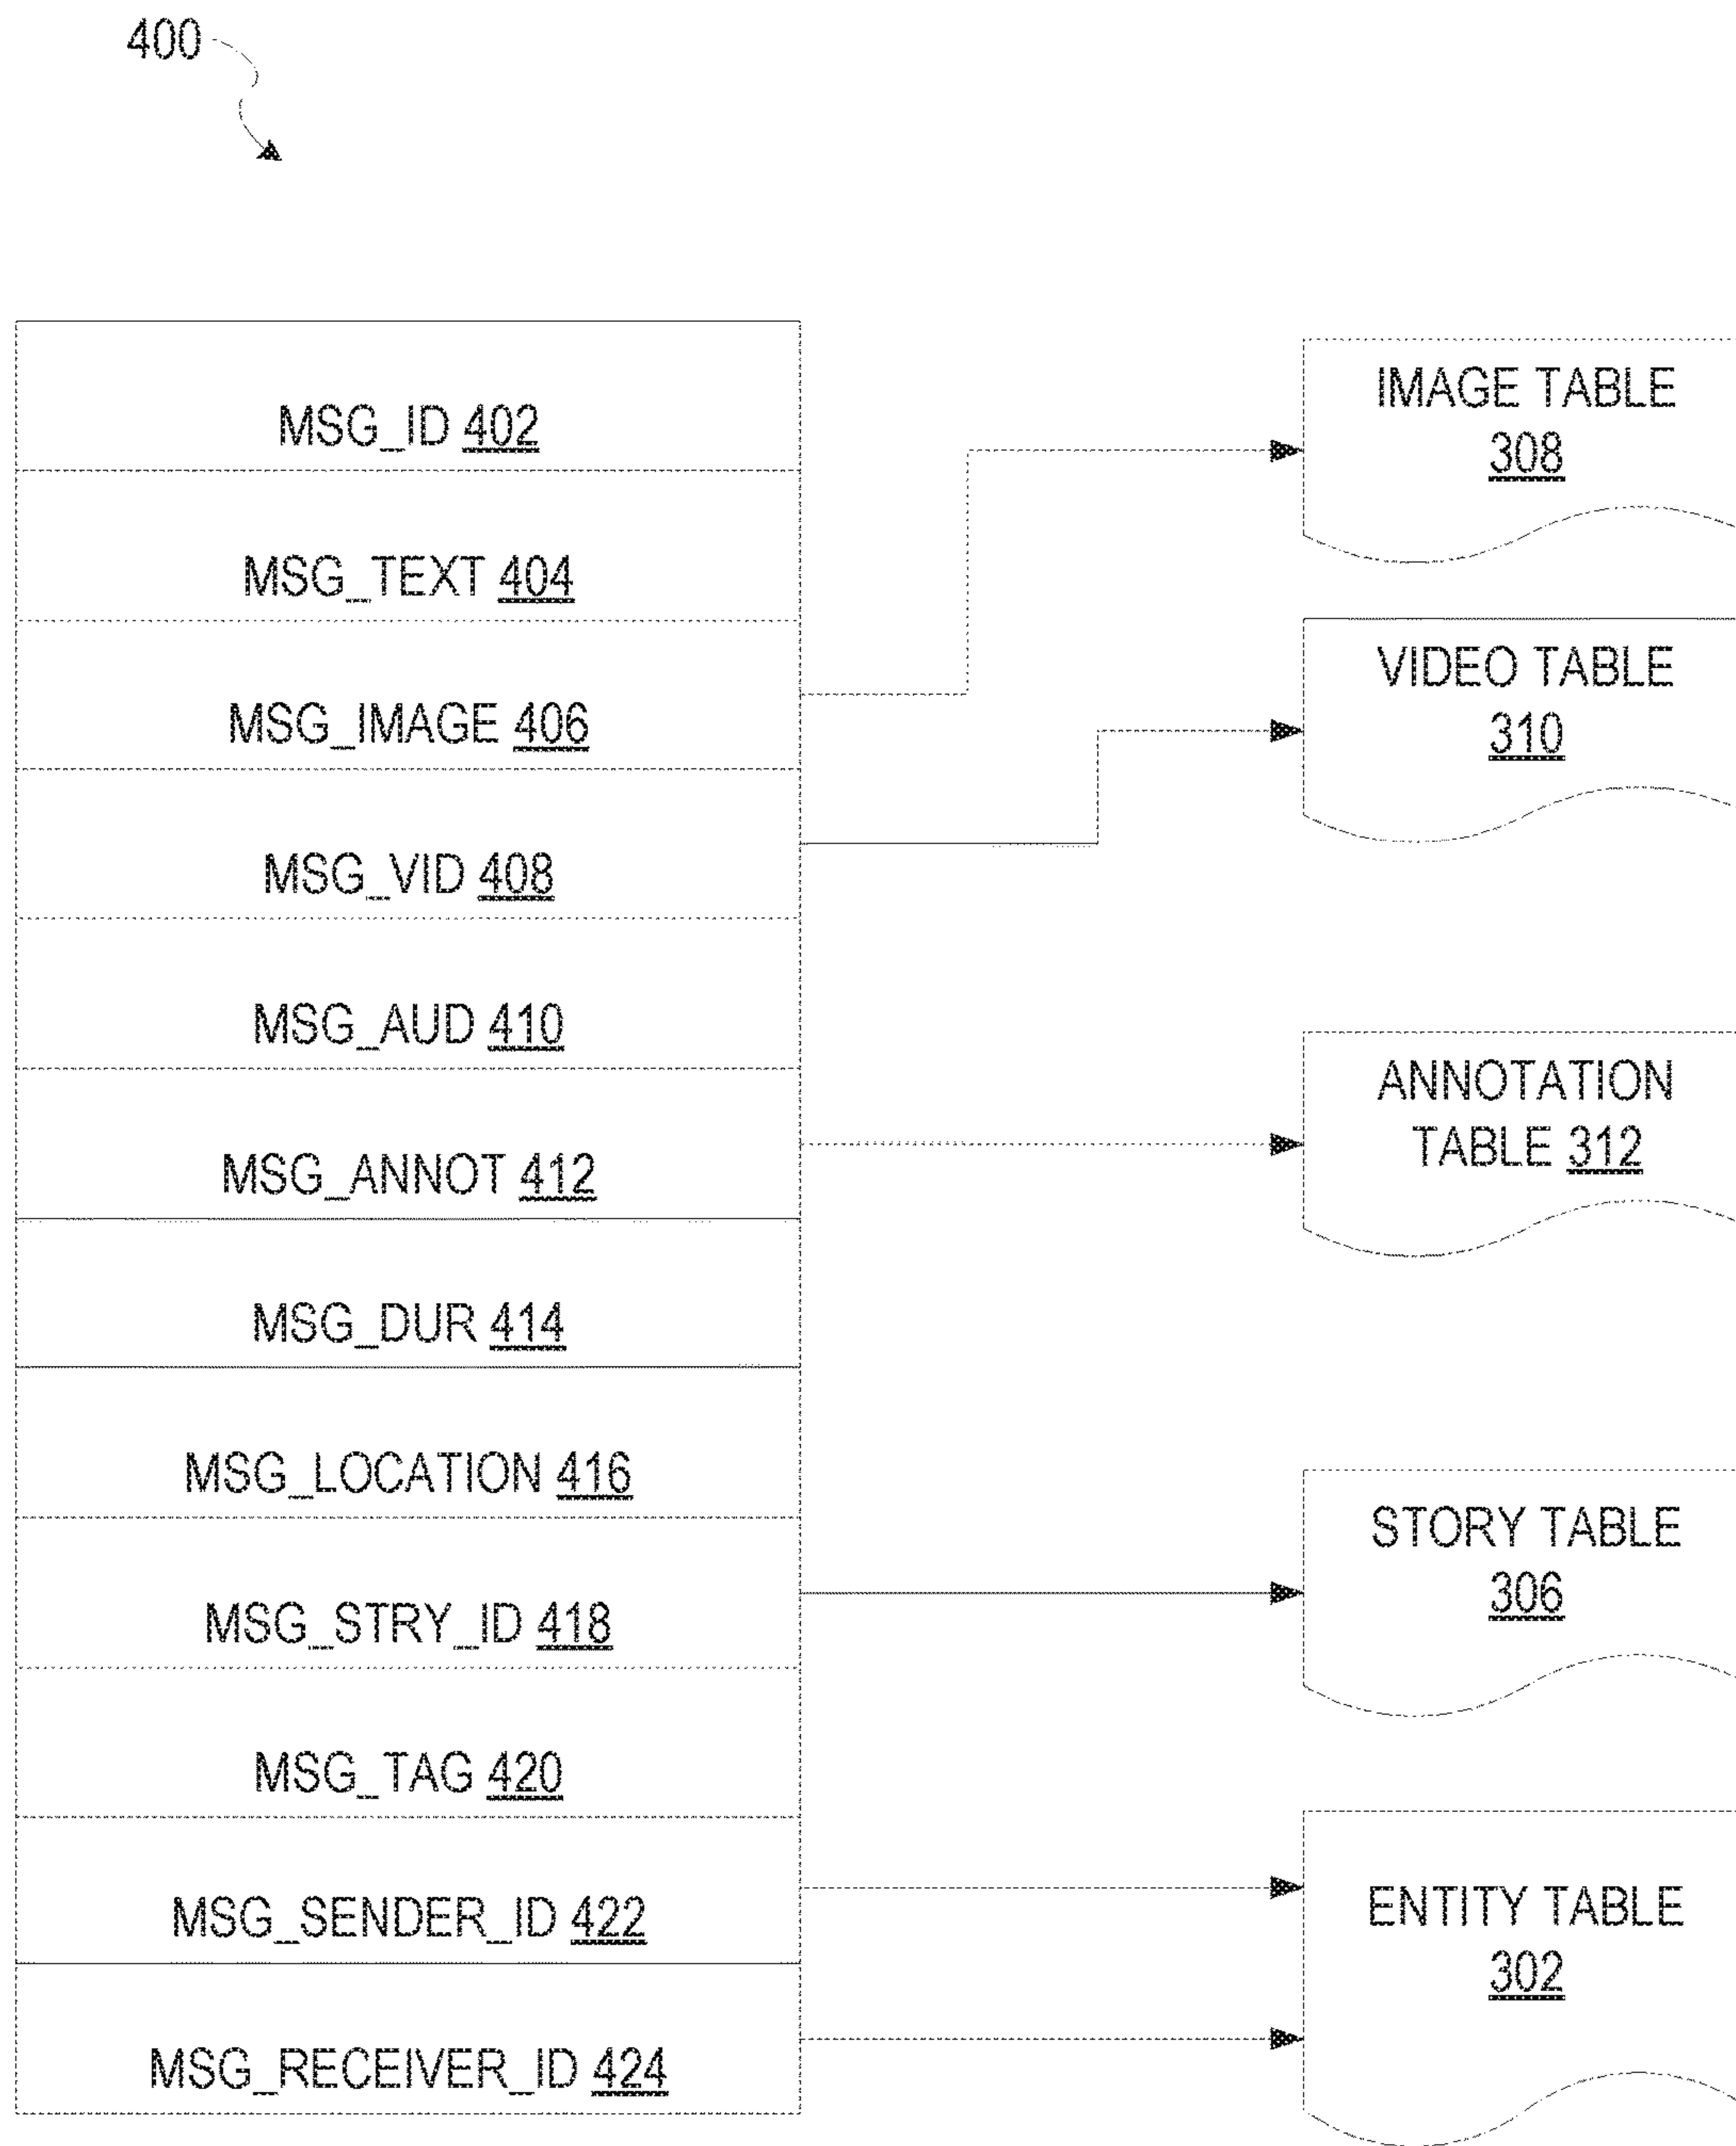 400
MSG_ID 402
MSG_TEXT 404
MSG_IMAGE 406
MSG_VID 408
MSG_AUD 410
MSG_ANNOT 412
MSG_DUR 414
MSG_LOCATION 416
MSG_STRY_ID 418
MSG_TAG 420
MSG_SENDER_ID 422
MSG_RECEIVER_ID 424
IMAGE TABLE
308
VIDEO TABLE
310
ANNOTATION
TABLE 312
STORY TABLE
306
ENTITY TABLE
302